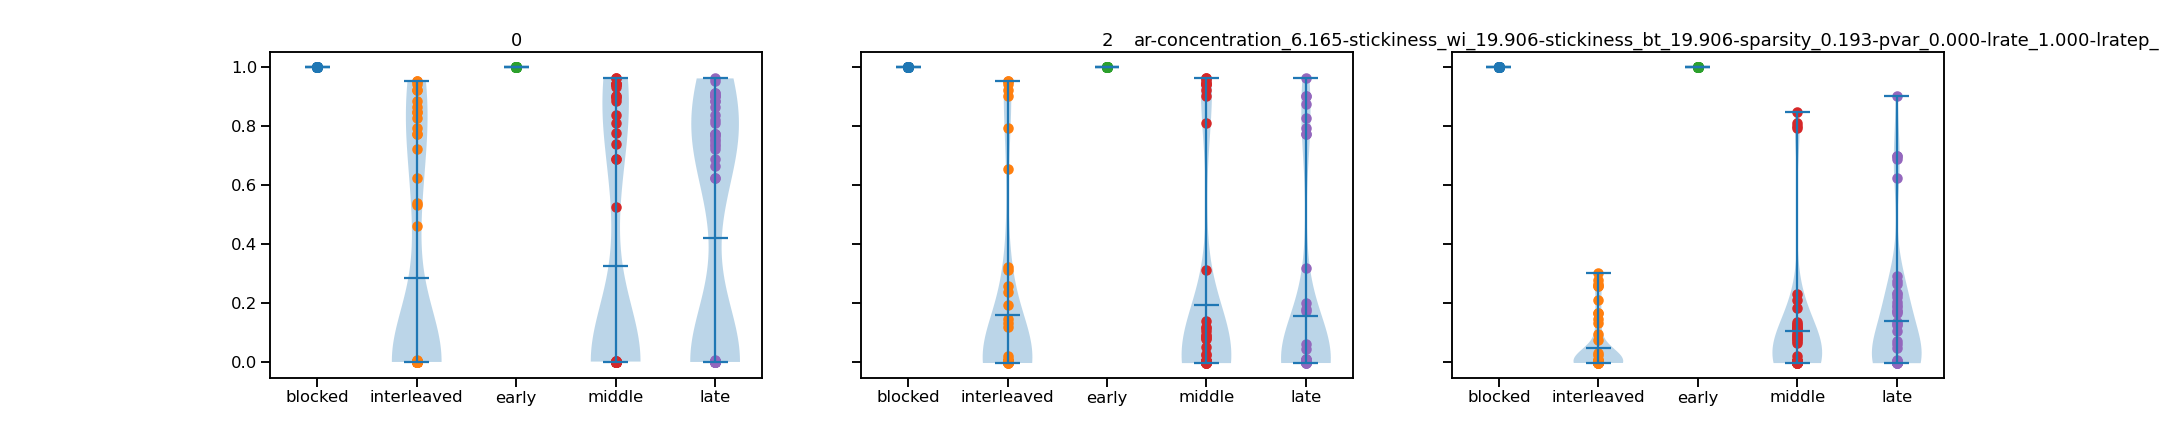 0
2
ar-concentration_6.165-stickiness_wi_19.906-stickiness_bt_19.906-sparsity_0.193-pvar_0.000-lrate_1.000-lratep_
1.0
0.8
0.6
0.4
0.2
0.0
blocked interleaved early middle late
blocked interleaved early middle late
blocked interleaved early middle late